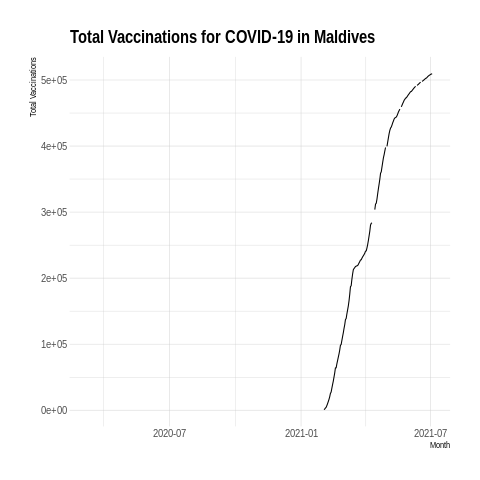 Total Vaccinations for COVID-19 in Maldives
Total Vaccinations
5e+05
4e+05
3e+05
2e+05
1e+05
0e+00
2020-07
2021-01
2021-07
Month